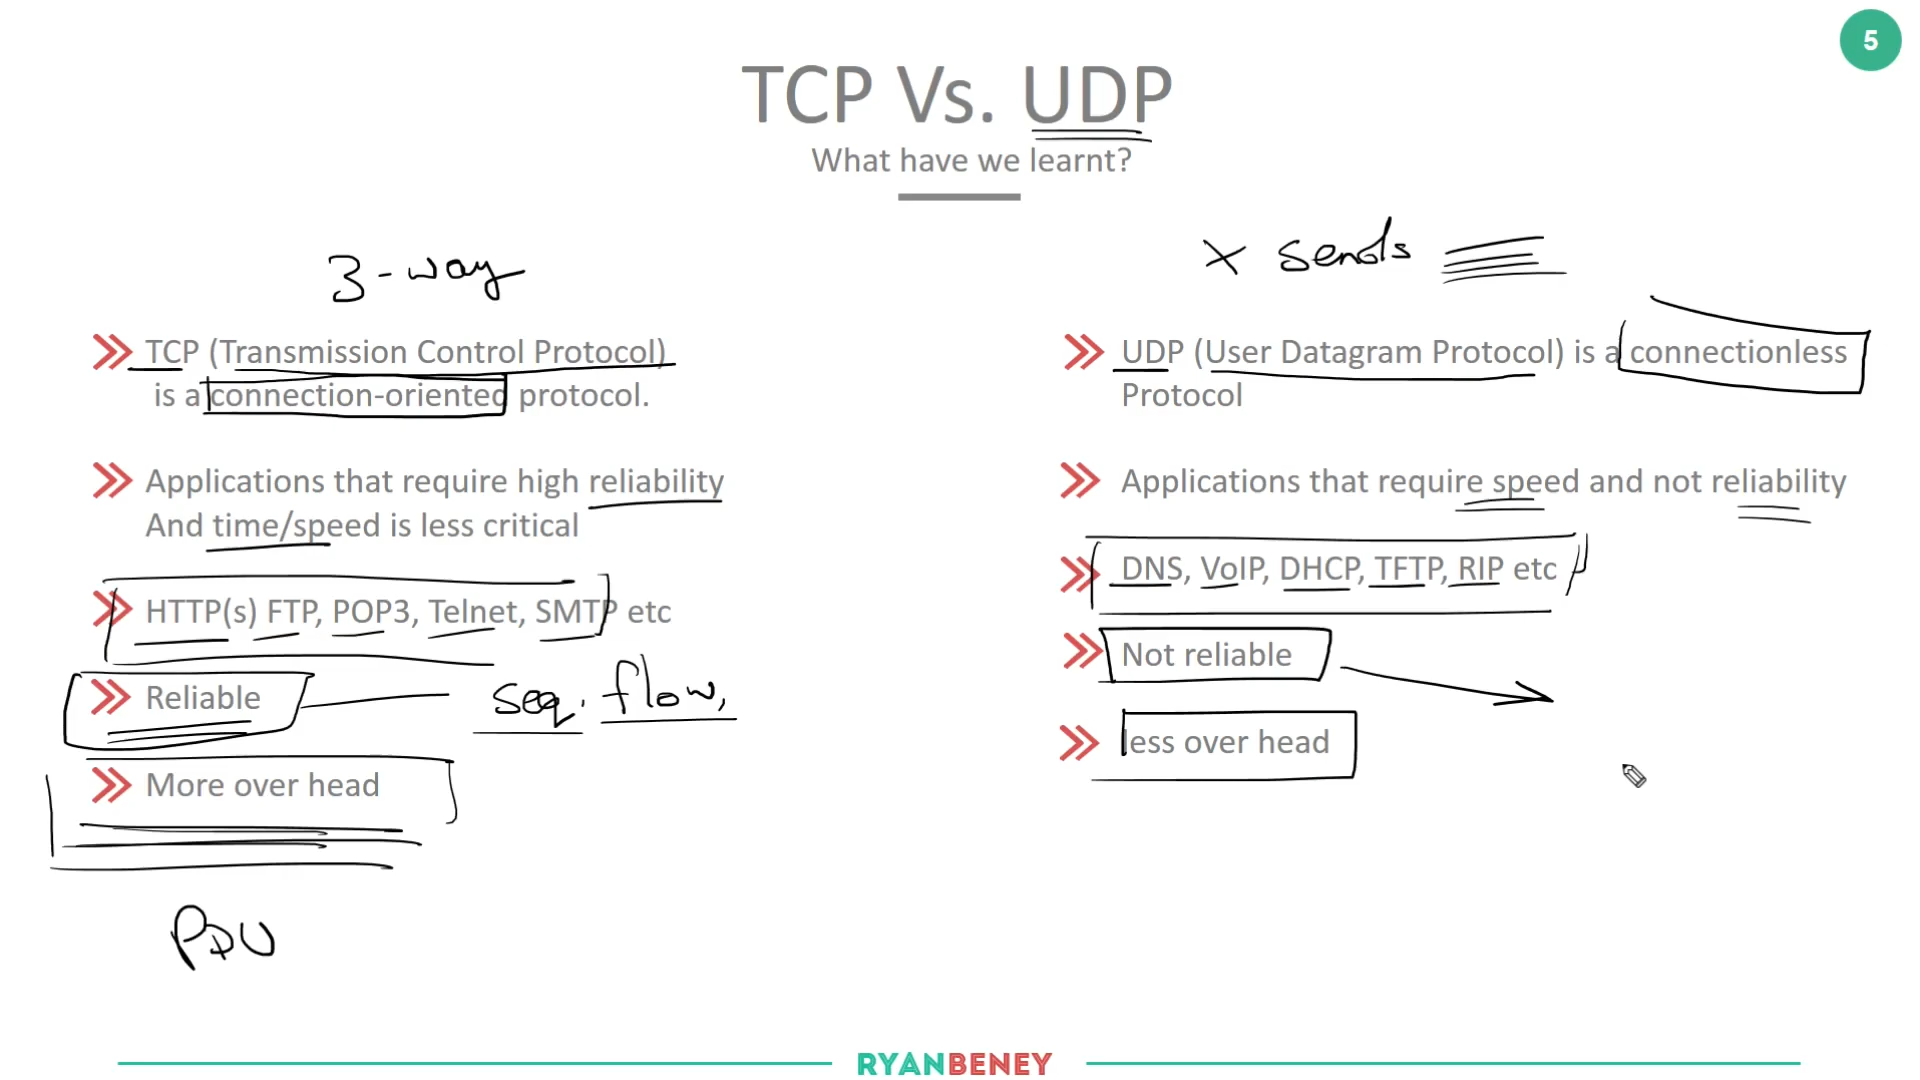 5
TCP Vs. UDP
What have we learnt?
3-way
TCP (Transmission Control Protocol)
is a connection-oriented protocol.
Applications that require high reliability
And time/speed is less critical
HTTP(s) FTP, POP3, Telnet, SMTP etc
Reliable
seq. flow,
More over head
PDU
x sends
UDP (User Datagram Protocol) is a connectionless
Protocol
Applications that require speed and not reliability
DNS, VoIP, DHCP, TFTP, RIP etc
Not reliable
less over head
RYANBENEY